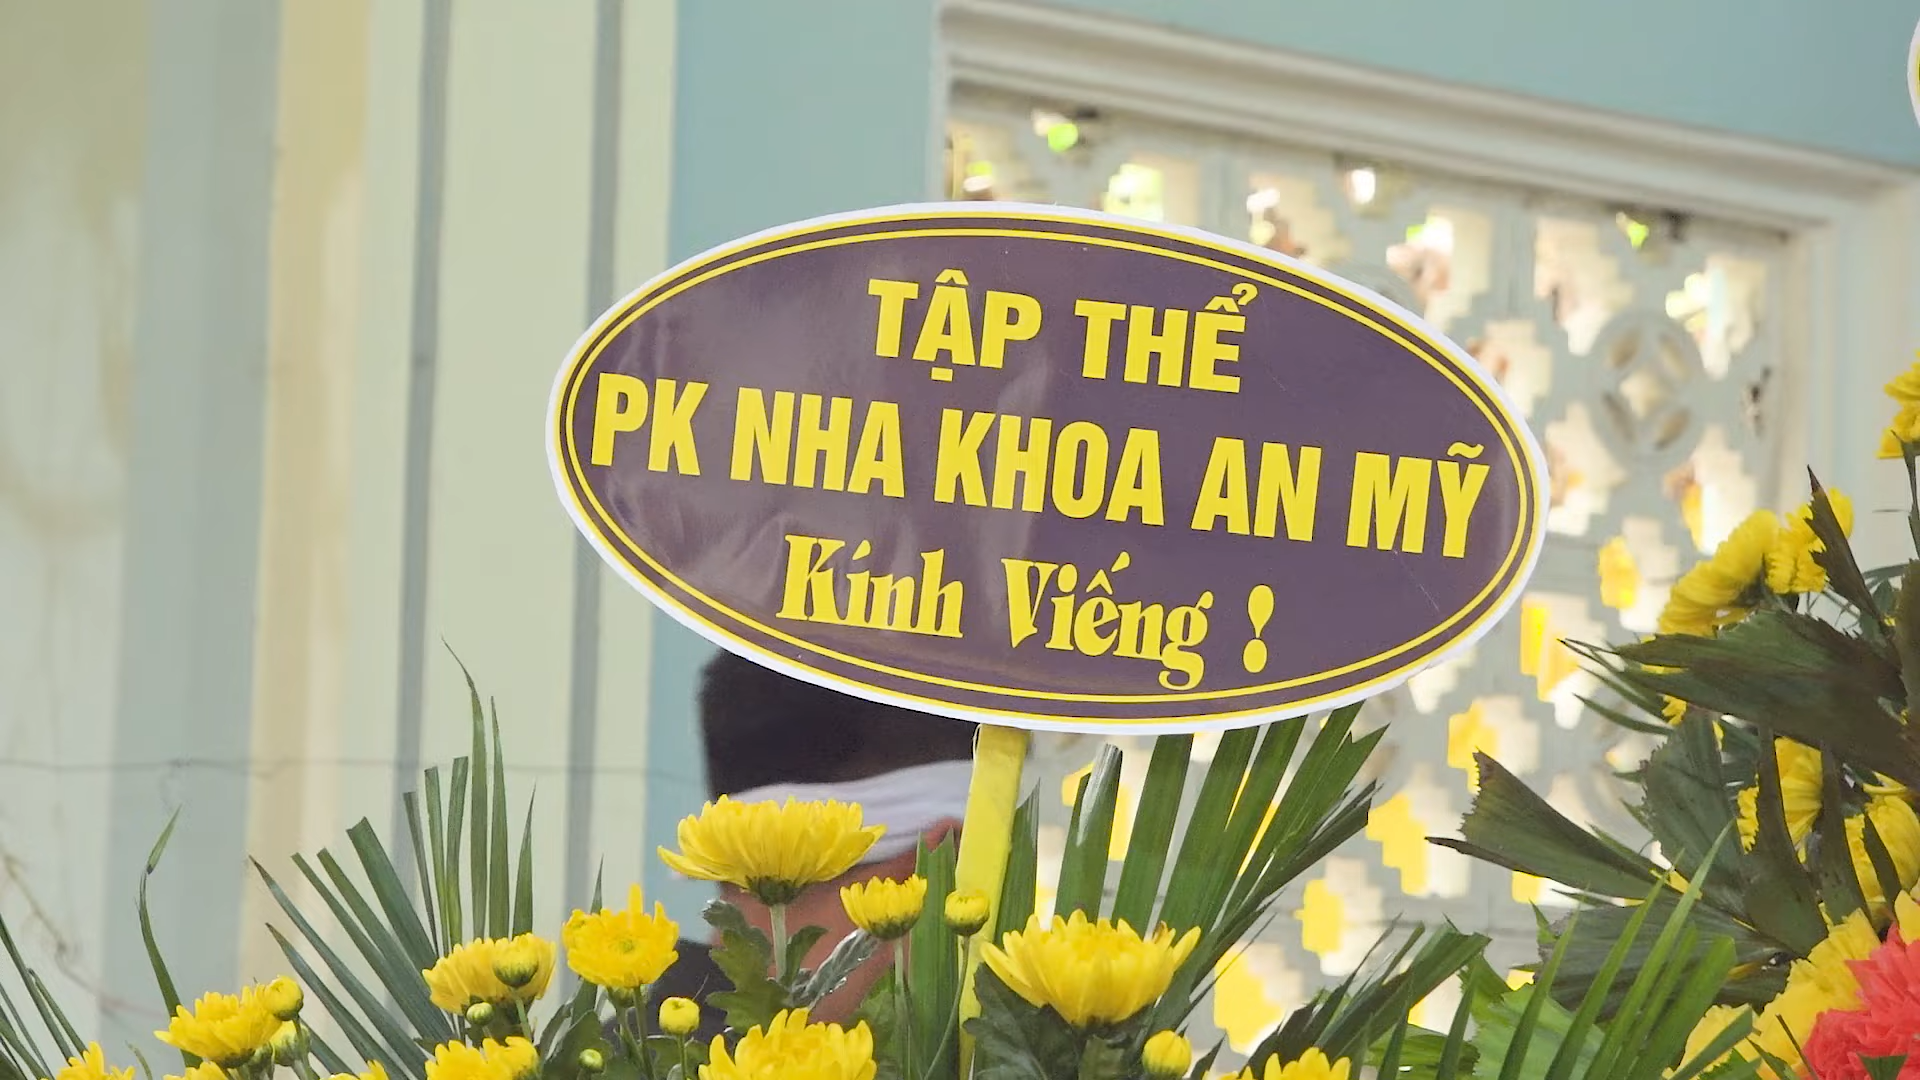 TẬP THỂ
PK NHA KHOA AN MỸ
Kính Viếng !